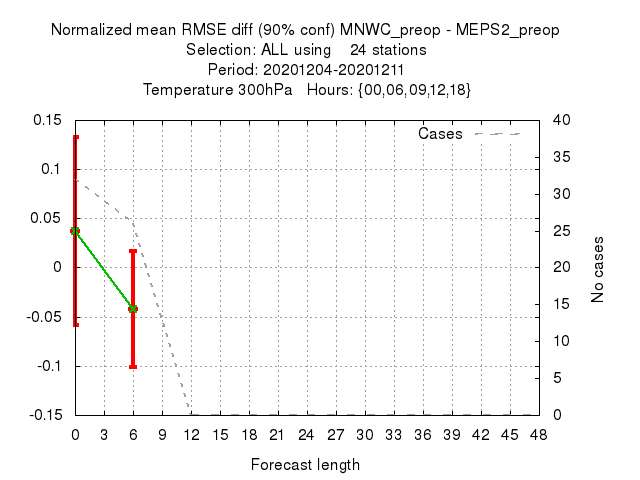 Normalized mean RMSE diff (90% conf) MNWC_preop - MEPS2_preop
Selection: ALL using    24 stations
Period: 20201204-20201211
Temperature 300hPa   Hours: {00,06,09,12,18}
Cases
0.15
0.1
0.05
0
-0.05
-0.1
-0.15
40
35
30
25
20
15
10
5
0
No cases
0 3 6 9 12 15 18 21 24 27 30 33 36 39 42 45 48
Forecast length